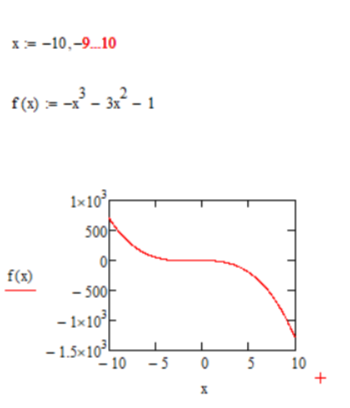 x := −10,−9...10
f(x) := −x³ − 3x² − 1
1×10³
500
0
− 500
− 1×10³
− 1.5×10³
f(x)
− 10 − 5 0 5 10
x